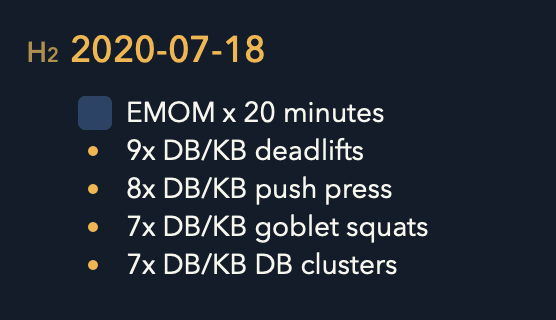 H2 2020-07-18
EMOM x 20 minutes
9x DB/KB deadlifts
8x DB/KB push press
7x DB/KB goblet squats
7x DB/KB DB clusters